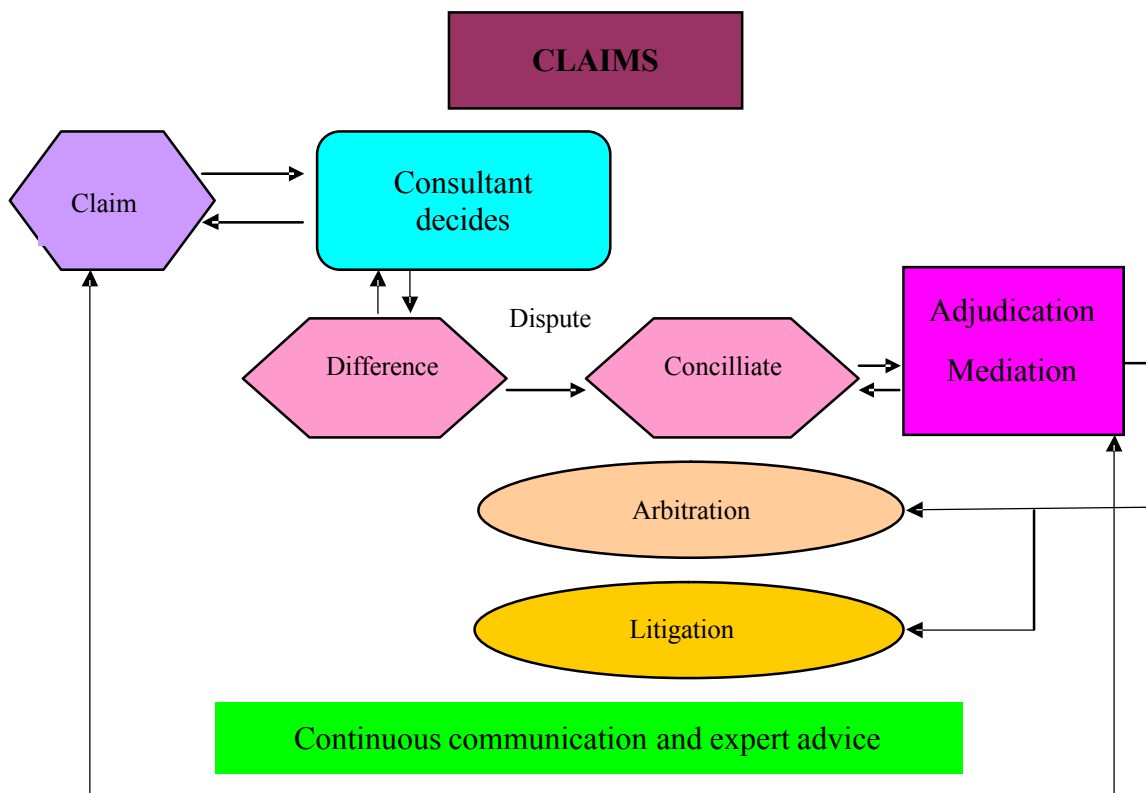 CLAIMS
Claim
Consultant
decides
Dispute
Difference
Concilliate
Adjudication
Mediation
Arbitration
Litigation
Continuous communication and expert advice